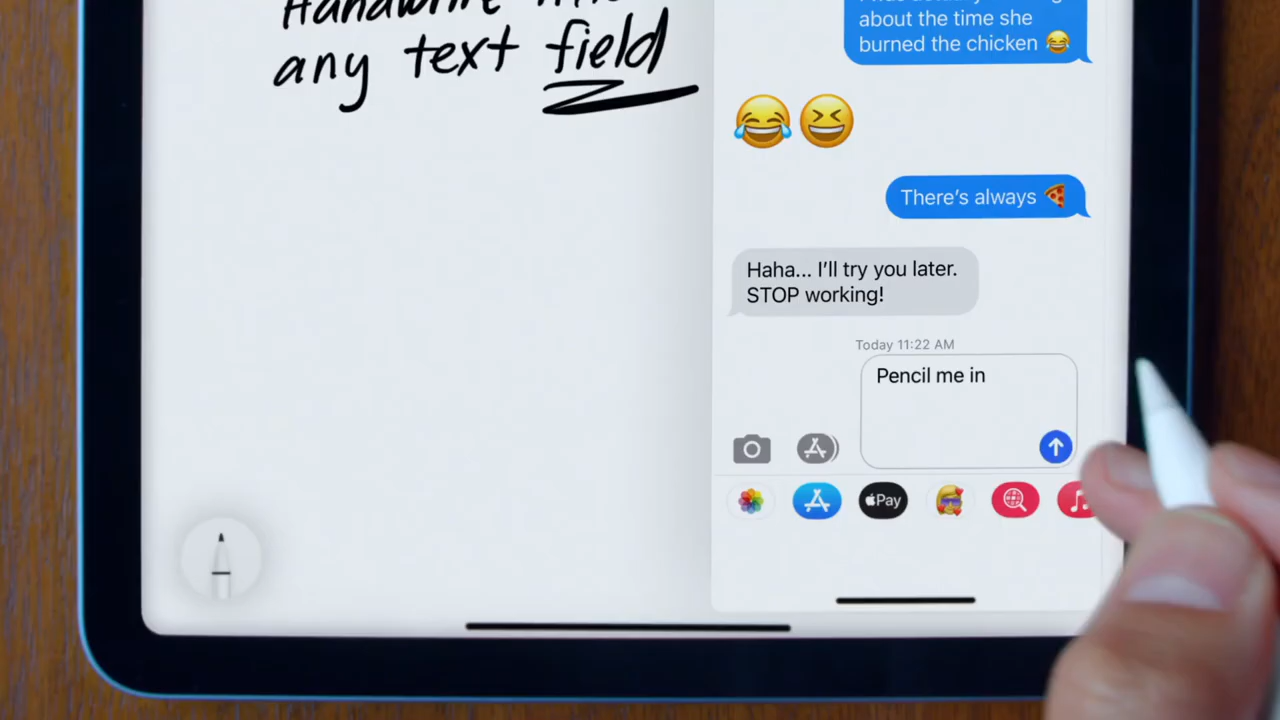 Handwrite
any text field
about the time she
burned the chicken 😂
😂😆
There's always 🍕
Haha... I'll try you later.
STOP working!
Today 11:22 AM
Pencil me in
Pay